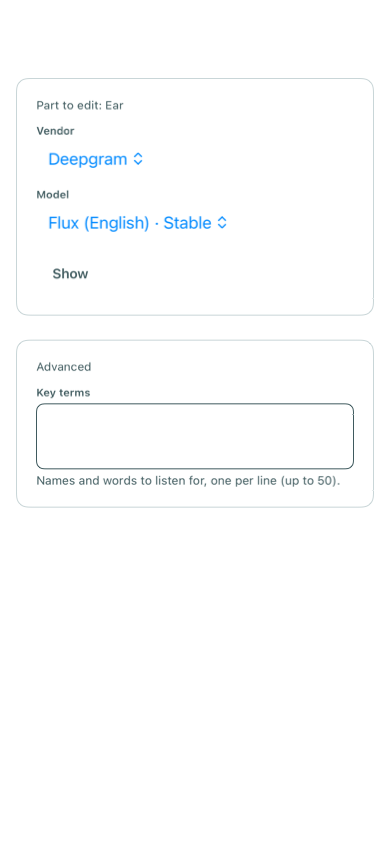 Part to edit: Ear
Vendor
Deepgram
Model
Flux (English) · Stable
Show
Advanced
Key terms
Names and words to listen for, one per line (up to 50).